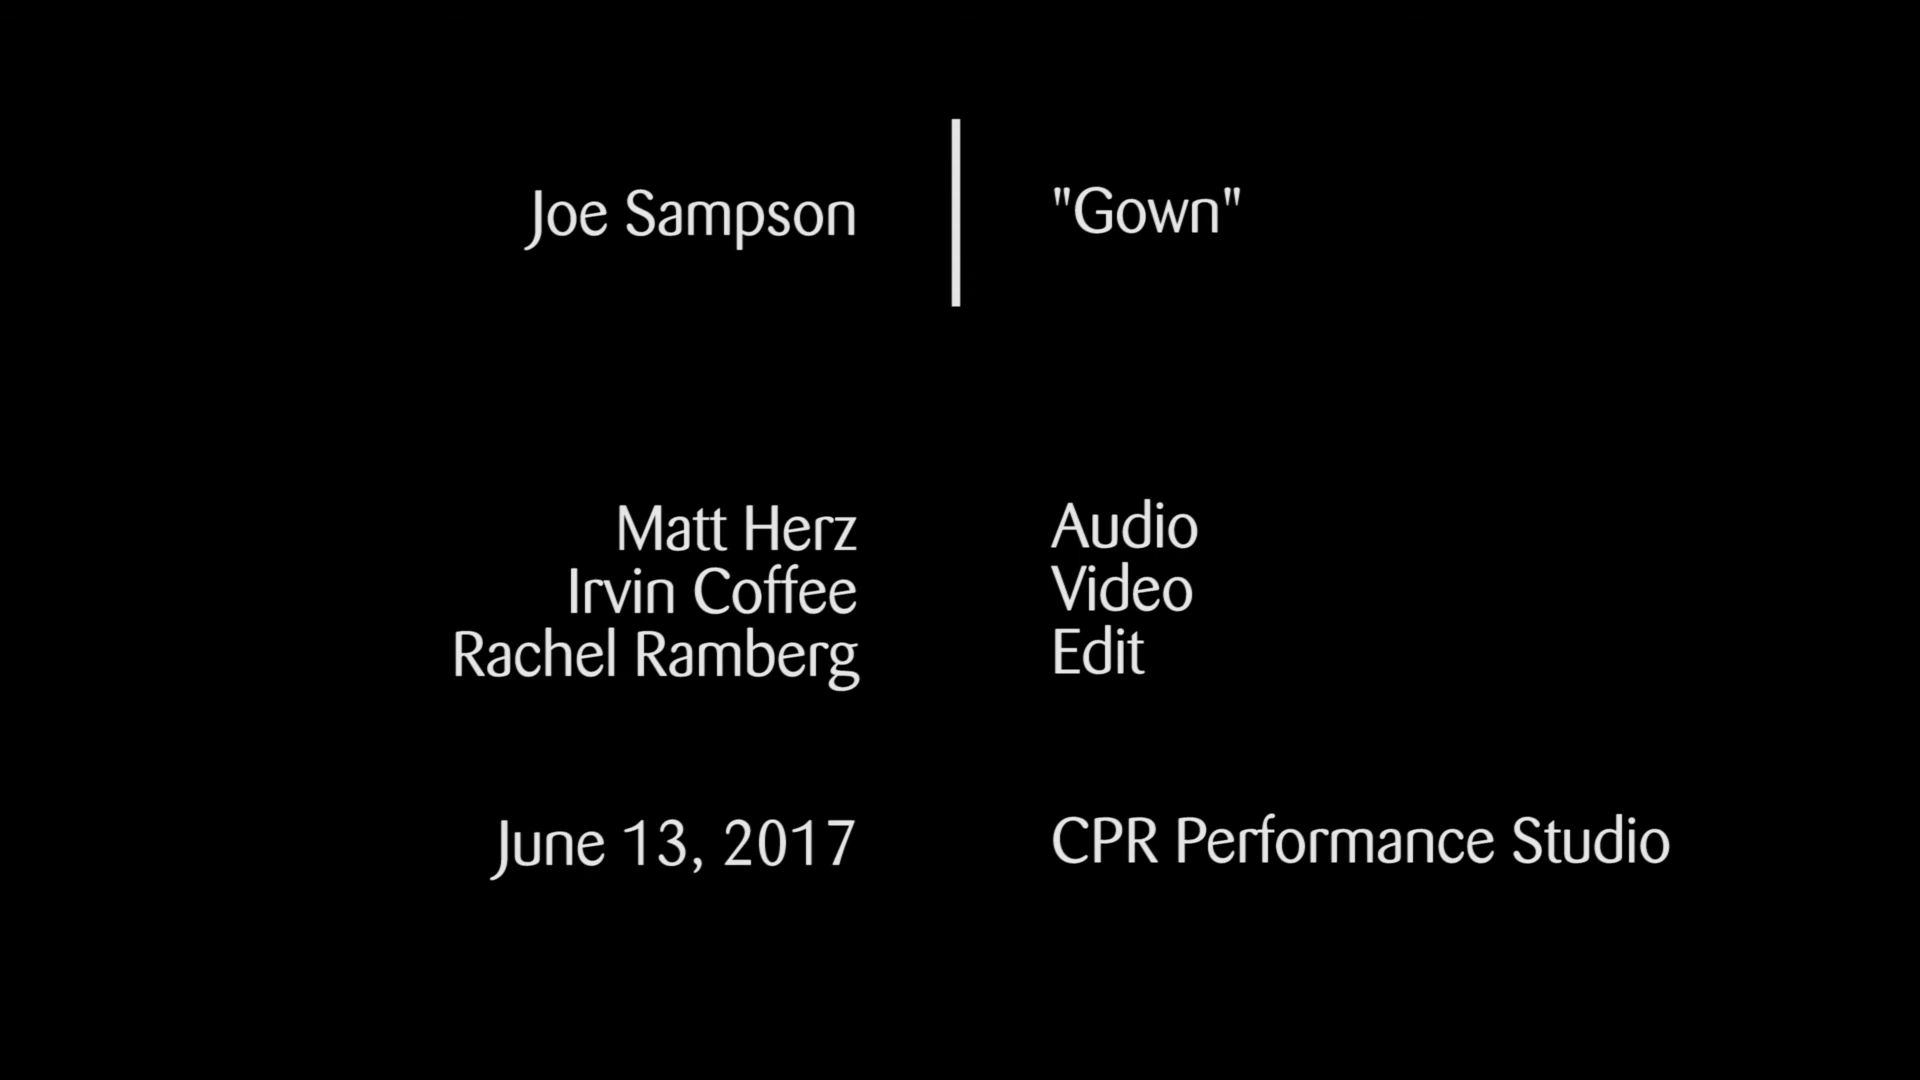 Joe Sampson | "Gown"
Matt Herz Audio
Irvin Coffee Video
Rachel Ramberg Edit
June 13, 2017 CPR Performance Studio